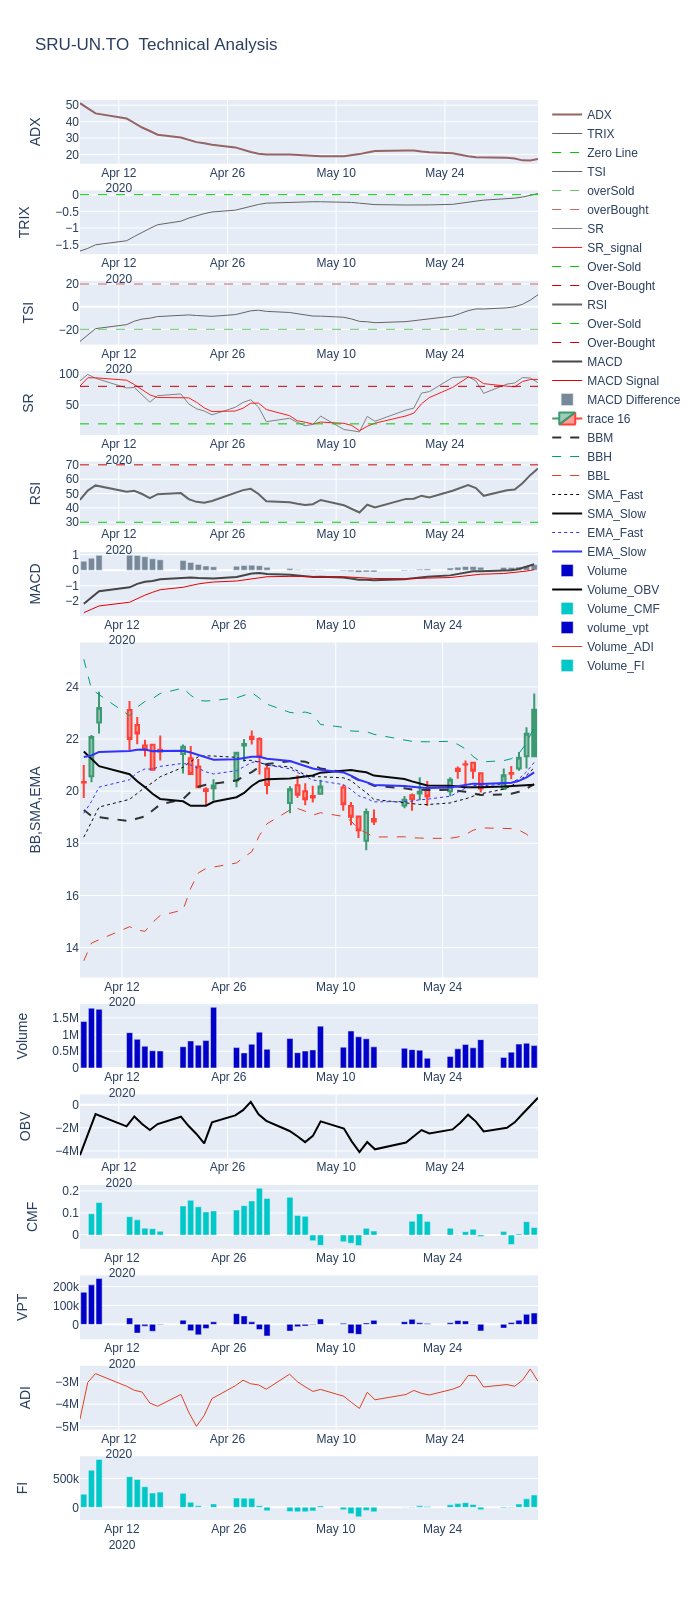 SRU-UN.TO  Technical Analysis
ADX
50
40
30
20
Apr 12
2020
Apr 26
May 10
May 24
TRIX
0
−0.5
−1
−1.5
Apr 12
2020
Apr 26
May 10
May 24
TSI
20
0
−20
Apr 12
2020
Apr 26
May 10
May 24
SR
100
50
Apr 12
2020
Apr 26
May 10
May 24
RSI
70
60
50
40
30
Apr 12
2020
Apr 26
May 10
May 24
MACD
1
0
−1
−2
Apr 12
2020
Apr 26
May 10
May 24
BB,SMA,EMA
24
22
20
18
16
14
Apr 12
2020
Apr 26
May 10
May 24
Volume
1.5M
1M
0.5M
0
Apr 12
2020
Apr 26
May 10
May 24
OBV
0
−2M
−4M
Apr 12
2020
Apr 26
May 10
May 24
CMF
0.2
0.1
0
Apr 12
2020
Apr 26
May 10
May 24
VPT
200k
100k
0
Apr 12
2020
Apr 26
May 10
May 24
ADI
−3M
−4M
−5M
Apr 12
2020
Apr 26
May 10
May 24
FI
500k
0
Apr 12
2020
Apr 26
May 10
May 24
ADX
TRIX
Zero Line
TSI
overSold
overBought
SR
SR_signal
Over-Sold
Over-Bought
RSI
Over-Sold
Over-Bought
MACD
MACD Signal
MACD Difference
trace 16
BBM
BBH
BBL
SMA_Fast
SMA_Slow
EMA_Fast
EMA_Slow
Volume
Volume_OBV
Volume_CMF
volume_vpt
Volume_ADI
Volume_FI